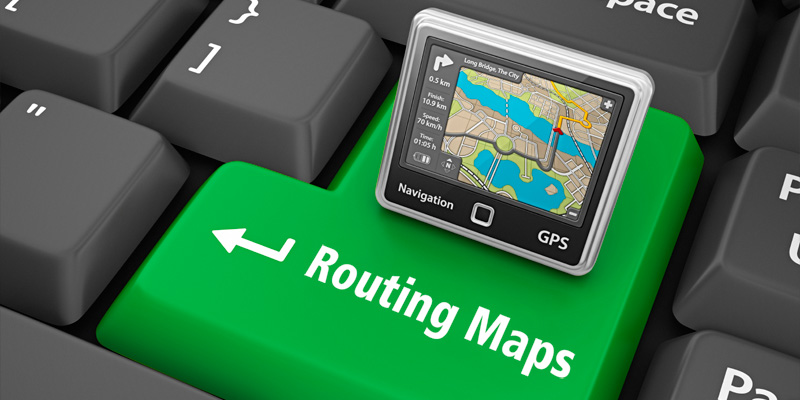 }
]
"
pace
Long Bridge, The City
0.5 km
Finish:
10.9 km
Speed:
70 km/h
Time:
01:05 h
N
Navigation
GPS
Routing Maps
P
U
Pa